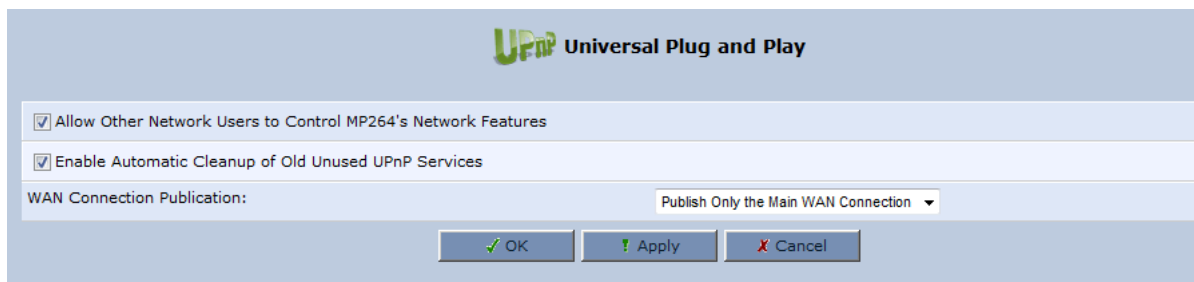 UPnP Universal Plug and Play
Allow Other Network Users to Control MP264's Network Features
Enable Automatic Cleanup of Old Unused UPnP Services
WAN Connection Publication: Publish Only the Main WAN Connection
OK Apply Cancel